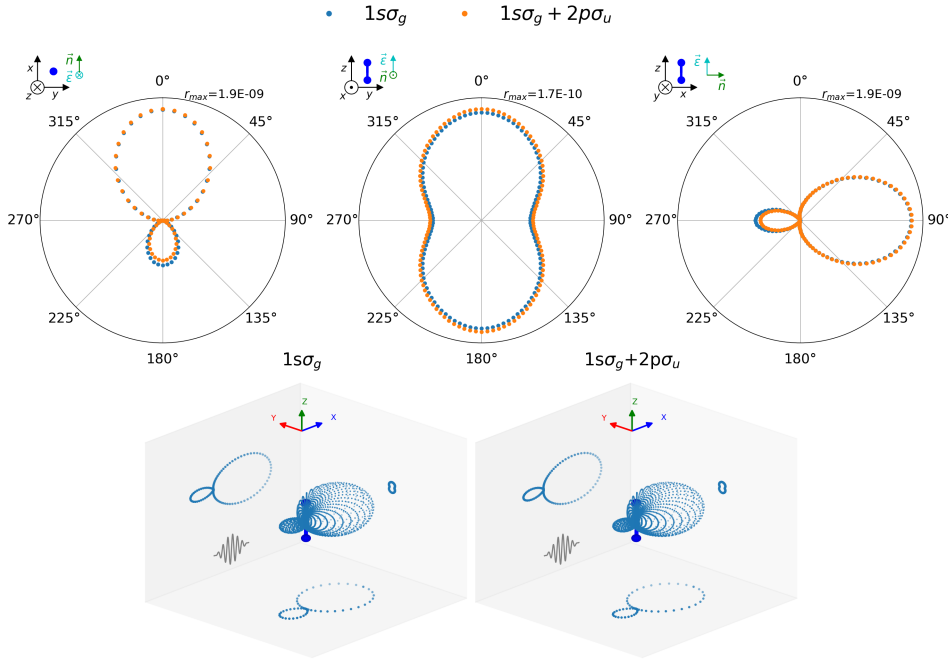 1sσg 1sσg + 2pσu
x n⃗ ε⃗ z y
z ε⃗ n⃗ x y
z ε⃗ y x n⃗
0° rmax=1.9E-09 0° rmax=1.7E-10 0° rmax=1.9E-09
315° 45° 315° 45° 315° 45°
270° 90° 270° 90° 270° 90°
225° 135° 225° 135° 225° 135°
180° 180° 180°
1sσg 1sσg+2pσu
Z Z
Y X Y X